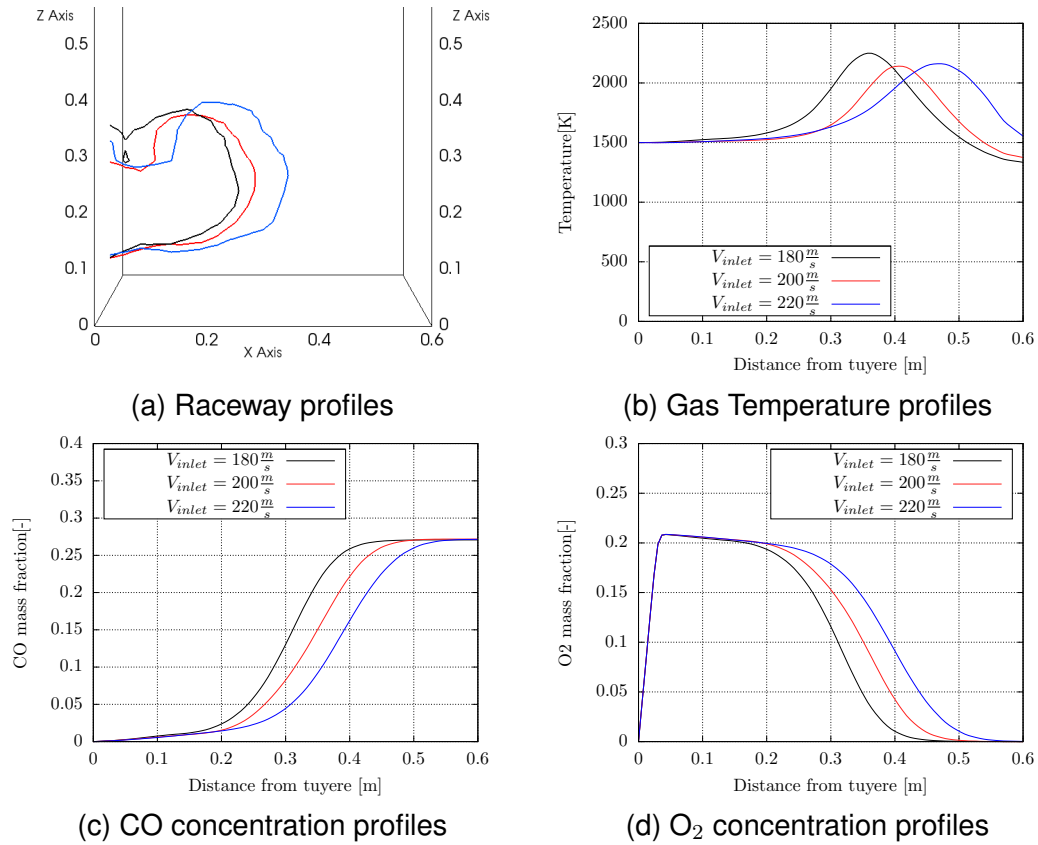 Z Axis
Z Axis
0.5
0.5
0.4
0.4
0.3
0.3
0.2
0.2
0.1
0.1
0
0
0
0.2
0.4
0.6
X Axis
(a) Raceway profiles
2500
2000
1500
1000
500
0
Temperature[K]
V_inlet = 180 m/s
V_inlet = 200 m/s
V_inlet = 220 m/s
0 0.1 0.2 0.3 0.4 0.5 0.6
Distance from tuyere [m]
(b) Gas Temperature profiles
0.4
0.35
0.3
0.25
0.2
0.15
0.1
0.05
0
CO mass fraction[-]
V_inlet = 180 m/s
V_inlet = 200 m/s
V_inlet = 220 m/s
0 0.1 0.2 0.3 0.4 0.5 0.6
Distance from tuyere [m]
(c) CO concentration profiles
0.3
0.25
0.2
0.15
0.1
0.05
0
O2 mass fraction[-]
V_inlet = 180 m/s
V_inlet = 200 m/s
V_inlet = 220 m/s
0 0.1 0.2 0.3 0.4 0.5 0.6
Distance from tuyere [m]
(d) O₂ concentration profiles